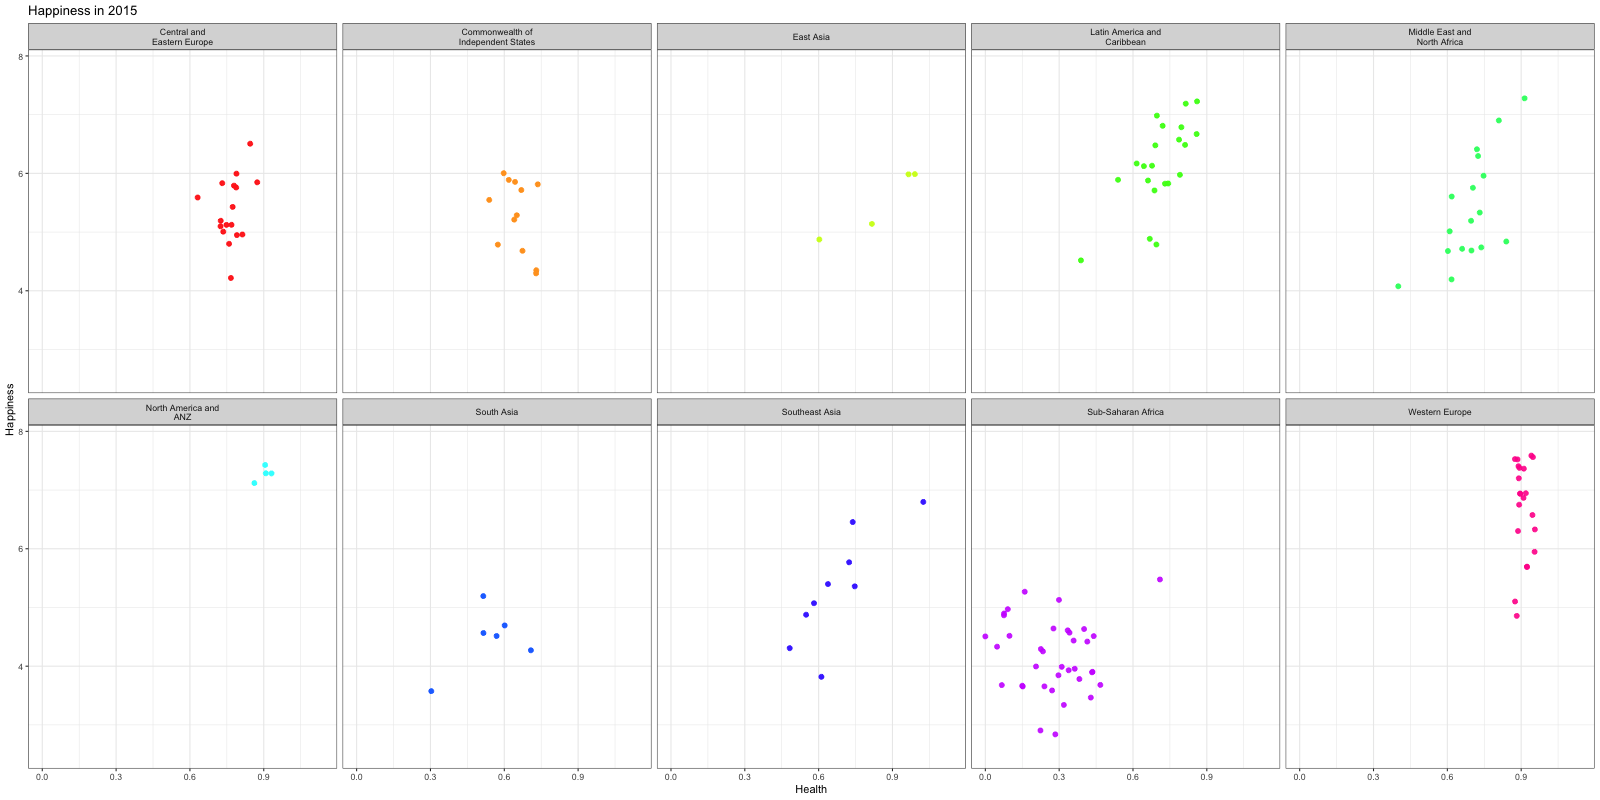 Happiness in 2015
Central and
Eastern Europe
Commonwealth of
Independent States
East Asia
Latin America and
Caribbean
Middle East and
North Africa
8
6
4
Happiness
North America and
ANZ
South Asia
Southeast Asia
Sub-Saharan Africa
Western Europe
8
6
4
0.0 0.3 0.6 0.9
0.0 0.3 0.6 0.9
0.0 0.3 0.6 0.9
0.0 0.3 0.6 0.9
0.0 0.3 0.6 0.9
Health